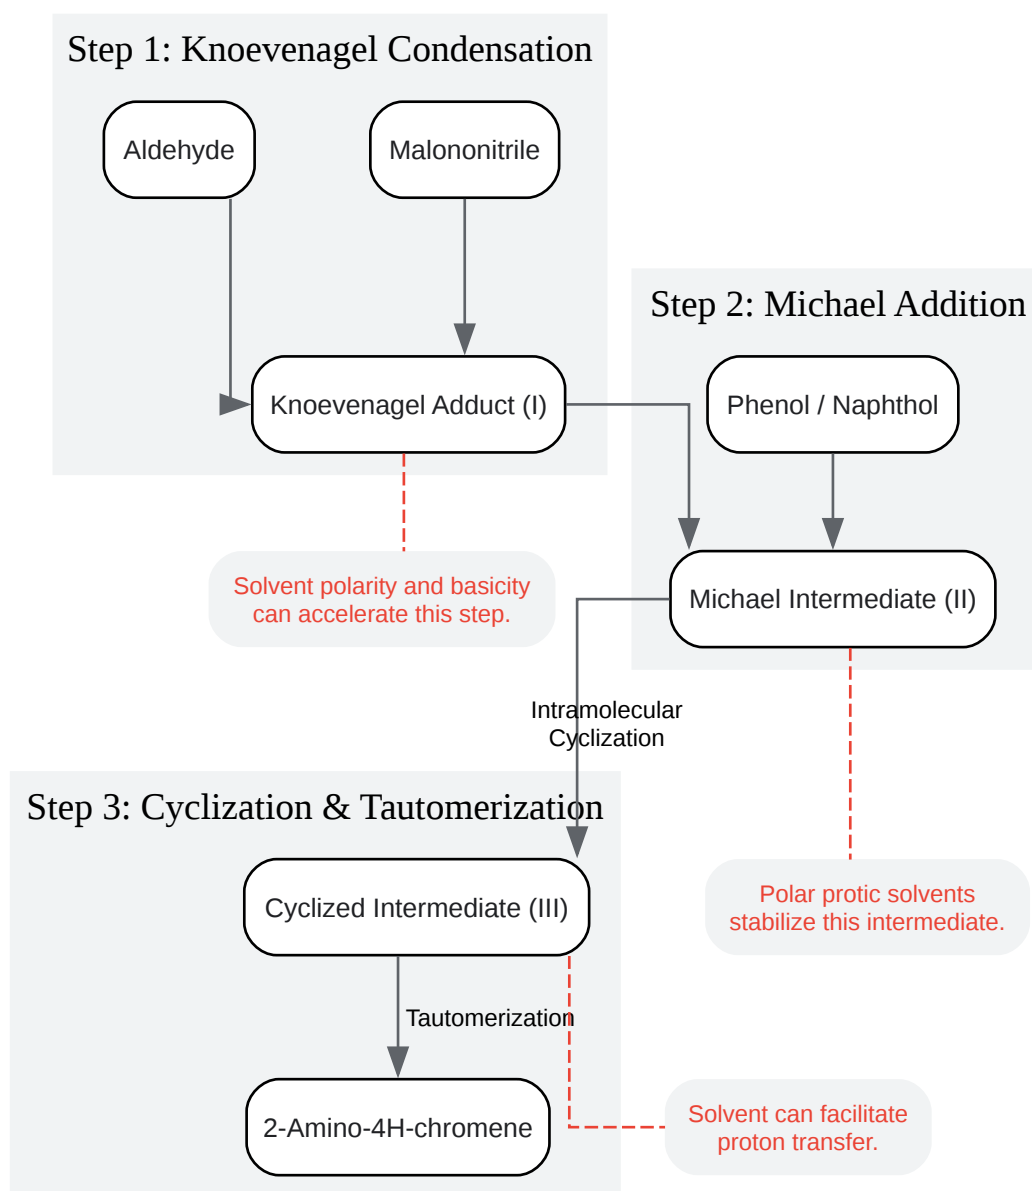 Step 1: Knoevenagel Condensation
Aldehyde
Malononitrile
Knoevenagel Adduct (I)
Solvent polarity and basicity
can accelerate this step.
Step 2: Michael Addition
Phenol / Naphthol
Michael Intermediate (II)
Polar protic solvents
stabilize this intermediate.
Intramolecular
Cyclization
Step 3: Cyclization & Tautomerization
Cyclized Intermediate (III)
Tautomerization
2-Amino-4H-chromene
Solvent can facilitate
proton transfer.